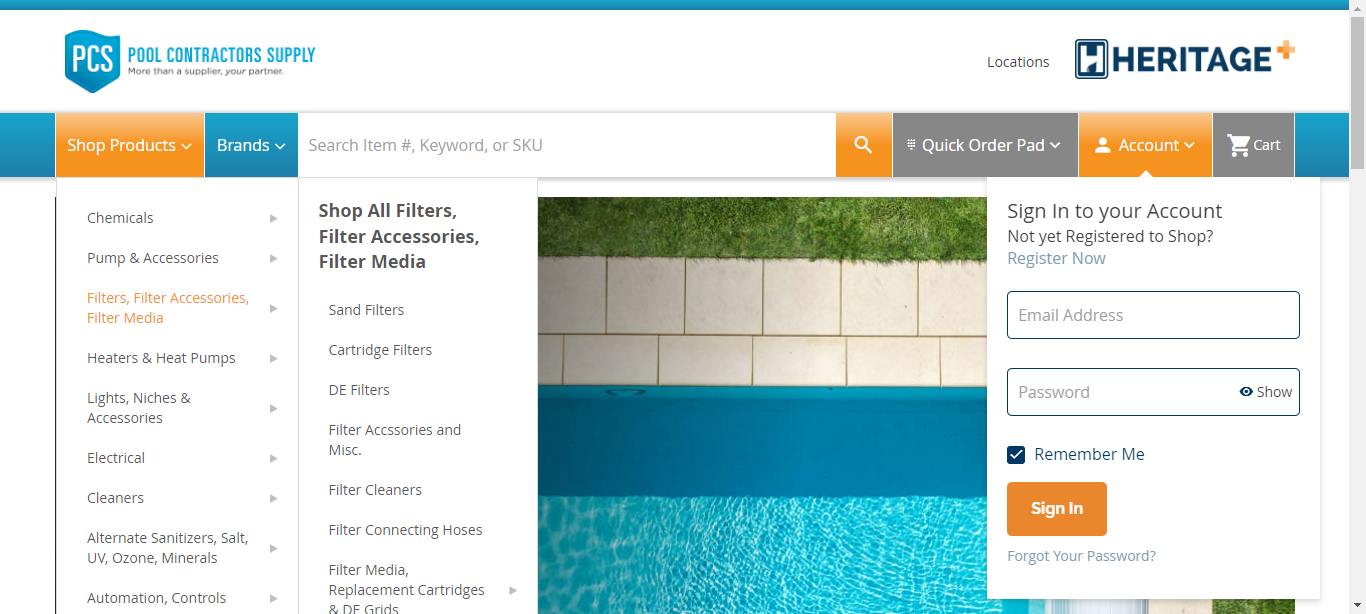 PCS
POOL CONTRACTORS SUPPLY
More than a supplier, your partner.
Locations
H HERITAGE+
Shop Products
Brands
Search Item #, Keyword, or SKU
Quick Order Pad
Account
Cart
Chemicals
Pump & Accessories
Filters, Filter Accessories,
Filter Media
Heaters & Heat Pumps
Lights, Niches &
Accessories
Electrical
Cleaners
Alternate Sanitizers, Salt,
UV, Ozone, Minerals
Automation, Controls
Shop All Filters,
Filter Accessories,
Filter Media
Sand Filters
Cartridge Filters
DE Filters
Filter Accssories and
Misc.
Filter Cleaners
Filter Connecting Hoses
Filter Media,
Replacement Cartridges
& DE Grids
Sign In to your Account
Not yet Registered to Shop?
Register Now
Email Address
Password
Show
Remember Me
Sign In
Forgot Your Password?